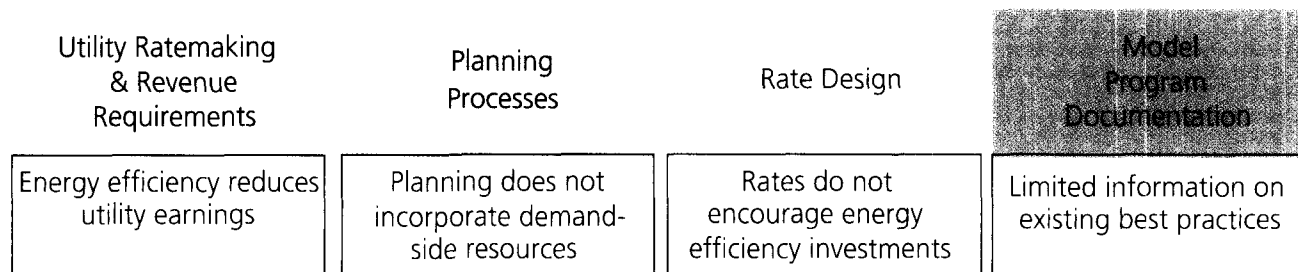 Utility Ratemaking
& Revenue
Requirements
Planning
Processes
Rate Design
Model
Program
Documentation
Energy efficiency reduces
utility earnings
Planning does not
incorporate demand-
side resources
Rates do not
encourage energy
efficiency investments
Limited information on
existing best practices